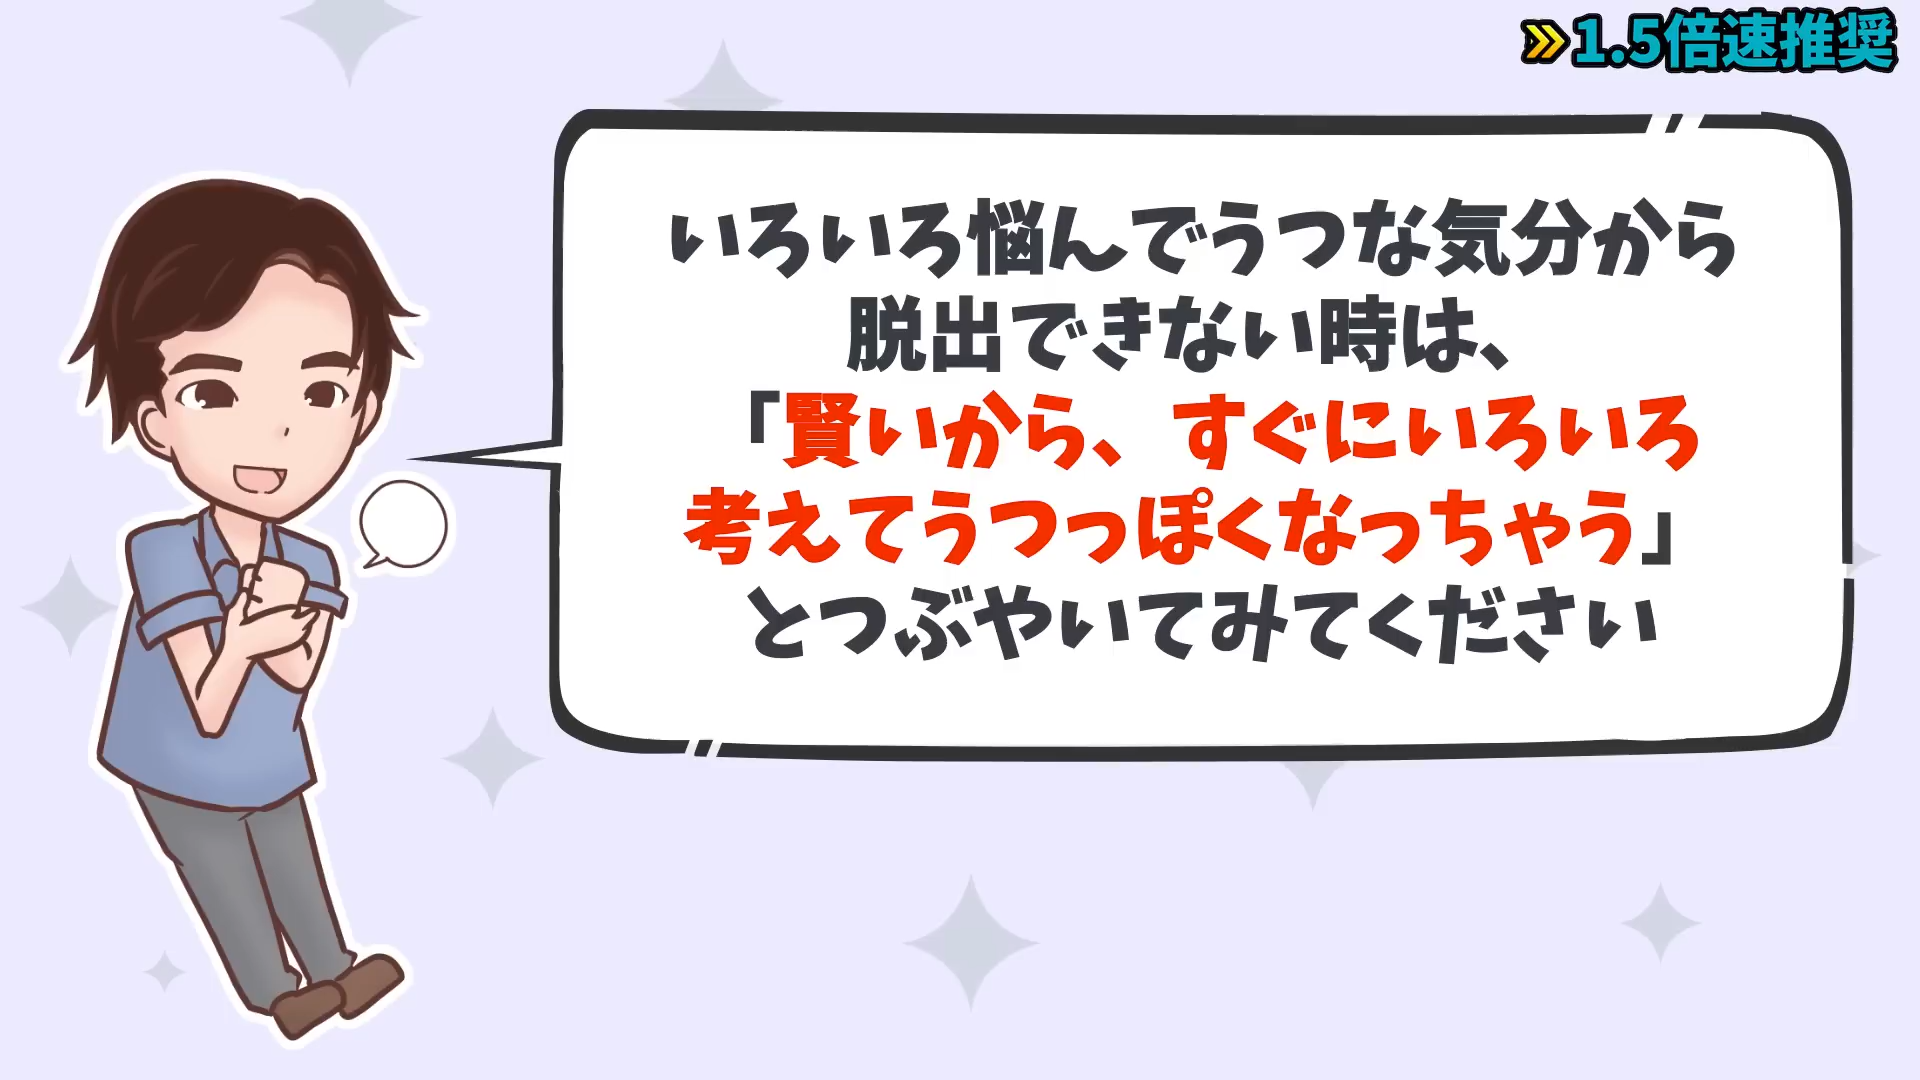 1.5倍速推奨
いろいろ悩んでうつな気分から
脱出できない時は、
「賢いから、すぐにいろいろ
考えてうつっぽくなっちゃう」
とつぶやいてみてください